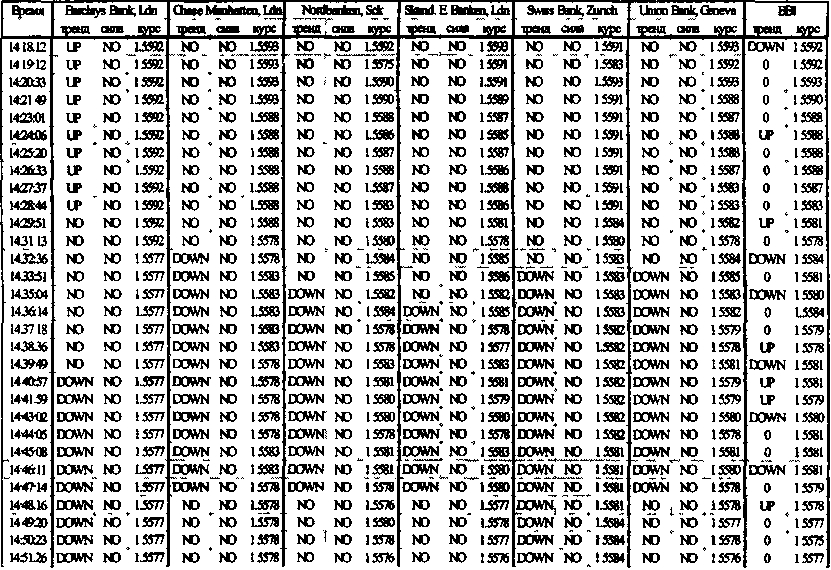 Время Barclays Bank, Ldn Chase Manhatten, Ldn Nordbanken, Sck Skand. E Banken, Ldn Swiss Bank, Zurich Union Bank, Geneva BBI
тренд сила курс тренд сила курс тренд сила курс тренд сила курс тренд сила курс тренд сила курс тренд курс
14 18.12 UP NO 1.5592 NO NO 1.5593 NO NO 1.5592 NO NO 1 5593 NO NO 1 5591 NO NO 1 5593 DOWN 1 5592
14 19 12 UP NO 1.5592 NO NO 1.5593 NO NO 1 5575 NO NO 1 5591 NO NO 1 5583 NO NO 1 5592 0 1 5592
14:20:33 UP NO 1.5592 NO NO 1.5593 NO NO 1 5590 NO NO 1 5591 NO NO 1.5593 NO NO 1 5593 0 1 5593
14:21 49 UP NO 1.5592 NO NO 1.5593 NO NO 1 5590 NO NO 1 5589 NO NO 1 5591 NO NO 1 5588 0 1 5590
14:23:01 UP NO 1.5592 NO NO 1.5588 NO NO 1 5588 NO NO 1 5587 NO NO 1 5591 NO NO 1 5587 0 1 5588
14:24:06 UP NO 1.5592 NO NO 1.5588 NO NO 1 5586 NO NO 1 5585 NO NO 1 5591 NO NO 1 5588 UP 1 5588
14:25:20 UP NO 1.5592 NO NO 1.5588 NO NO 1 5587 NO NO 1 5587 NO NO 1 5591 NO NO 1 5588 0 1 5588
14:26:33 UP NO 1.5592 NO NO 1.5588 NO NO 1 5588 NO NO 1 5586 NO NO 1 5591 NO NO 1 5587 0 1 5588
14:27:37 UP NO 1.5592 NO NO 1.5588 NO NO 1 5587 NO NO 1 5588 NO NO 1 5591 NO NO 1 5583 0 1 5587
14:28:44 UP NO 1.5592 NO NO 1.5588 NO NO 1 5583 NO NO 1 5586 NO NO 1 5591 NO NO 1 5583 0 1 5583
14:29:51 NO NO 1.5592 NO NO 1.5588 NO NO 1 5583 NO NO 1 5581 NO NO 1 5584 NO NO 1 5582 UP 1 5581
14.31 13 NO NO 1.5592 NO NO 1 5578 NO NO 1 5580 NO NO 1.5578 NO NO 1 5580 NO NO 1 5578 0 1 5578
14.32:36 NO NO 1 5577 DOWN NO 1 5578 NO NO 1.5584 NO NO 1 5585 NO NO 1 5583 NO NO 1 5584 DOWN 1 5584
14.33:51 NO NO 1 5577 DOWN NO 1 5583 NO NO 1 5585 NO NO 1 5586 DOWN NO 1 5583 DOWN NO 1 5585 0 1 5581
14.35:04 NO NO 1 5577 DOWN NO 1 5583 DOWN NO 1 5582 NO NO 1 5582 DOWN NO 1 5583 DOWN NO 1 5583 DOWN 1 5580
14.36:14 NO NO 1 5577 DOWN NO 1 5583 DOWN NO 1 5584 DOWN NO 1 5585 DOWN NO 1 5583 DOWN NO 1 5582 0 1.5584
14.37 18 NO NO 1 5577 DOWN NO 1 5583 DOWN NO 1 5578 DOWN NO 1 5578 DOWN NO 1 5582 DOWN NO 1 5579 0 1 5578
14.38.36 NO NO 1 5577 DOWN NO 1 5583 DOWN NO 1 5578 DOWN NO 1 5577 DOWN NO 1.5582 DOWN NO 1 5578 UP 1 5578
14.39:49 NO NO 1 5577 DOWN NO 1 5578 DOWN NO 1 5583 DOWN NO 1 5583 DOWN NO 1 5582 DOWN NO 1 5581 DOWN 1 5581
14:40:57 DOWN NO 1.5577 DOWN NO 1.5578 DOWN NO 1 5581 DOWN NO 1 5581 DOWN NO 1 5582 DOWN NO 1 5579 UP 1 5581
14:41.59 DOWN NO 1.5577 DOWN NO 1 5578 DOWN NO 1 5580 DOWN NO 1 5579 DOWN NO 1 5582 DOWN NO 1 5579 UP 1 5579
14:43:02 DOWN NO 1.5577 DOWN NO 1 5578 DOWN NO 1 5580 DOWN NO 1 5580 DOWN NO 1 5582 DOWN NO 1 5580 DOWN 1 5580
14:44:05 DOWN NO 1.5577 DOWN NO 1 5578 DOWN NO 1 5578 DOWN NO 1 5578 DOWN NO 1 5582 DOWN NO 1 5578 0 1 5581
14:45:08 DOWN NO 1.5577 DOWN NO 1 5583 DOWN NO 1 5581 DOWN NO 1 5583 DOWN NO 1 5581 DOWN NO 1 5581 0 1 5581
14:46:11 DOWN NO 1.5577 DOWN NO 1 5583 DOWN NO 1 5581 DOWN NO 1 5580 DOWN NO 1 5581 DOWN NO 1 5580 DOWN 1 5581
14:47:14 DOWN NO 1.5577 DOWN NO 1.5578 DOWN NO 1 5578 DOWN NO 1 5580 DOWN NO 1 5581 DOWN NO 1 5578 0 1 5579
14:48.16 DOWN NO 1.5577 NO NO 1.5578 NO NO 1 5576 NO NO 1 5577 DOWN NO 1.5581 NO NO 1 5578 UP 1 5578
14 49:20 DOWN NO 1.5577 NO NO 1 5578 NO NO 1 5580 NO NO 1 5578 DOWN NO 1 5584 NO NO 1 5577 0 1 5577
14:50:23 DOWN NO 1.5577 NO NO 1 5578 NO NO 1 5578 NO NO 1 5577 DOWN NO 1 5584 NO NO 1 5578 0 1 5575
14:51.26 DOWN NO 1.5577 NO NO 1 5578 NO NO 1 5576 NO NO 1 5576 DOWN NO 1 5584 NO NO 1 5576 0 1 5577